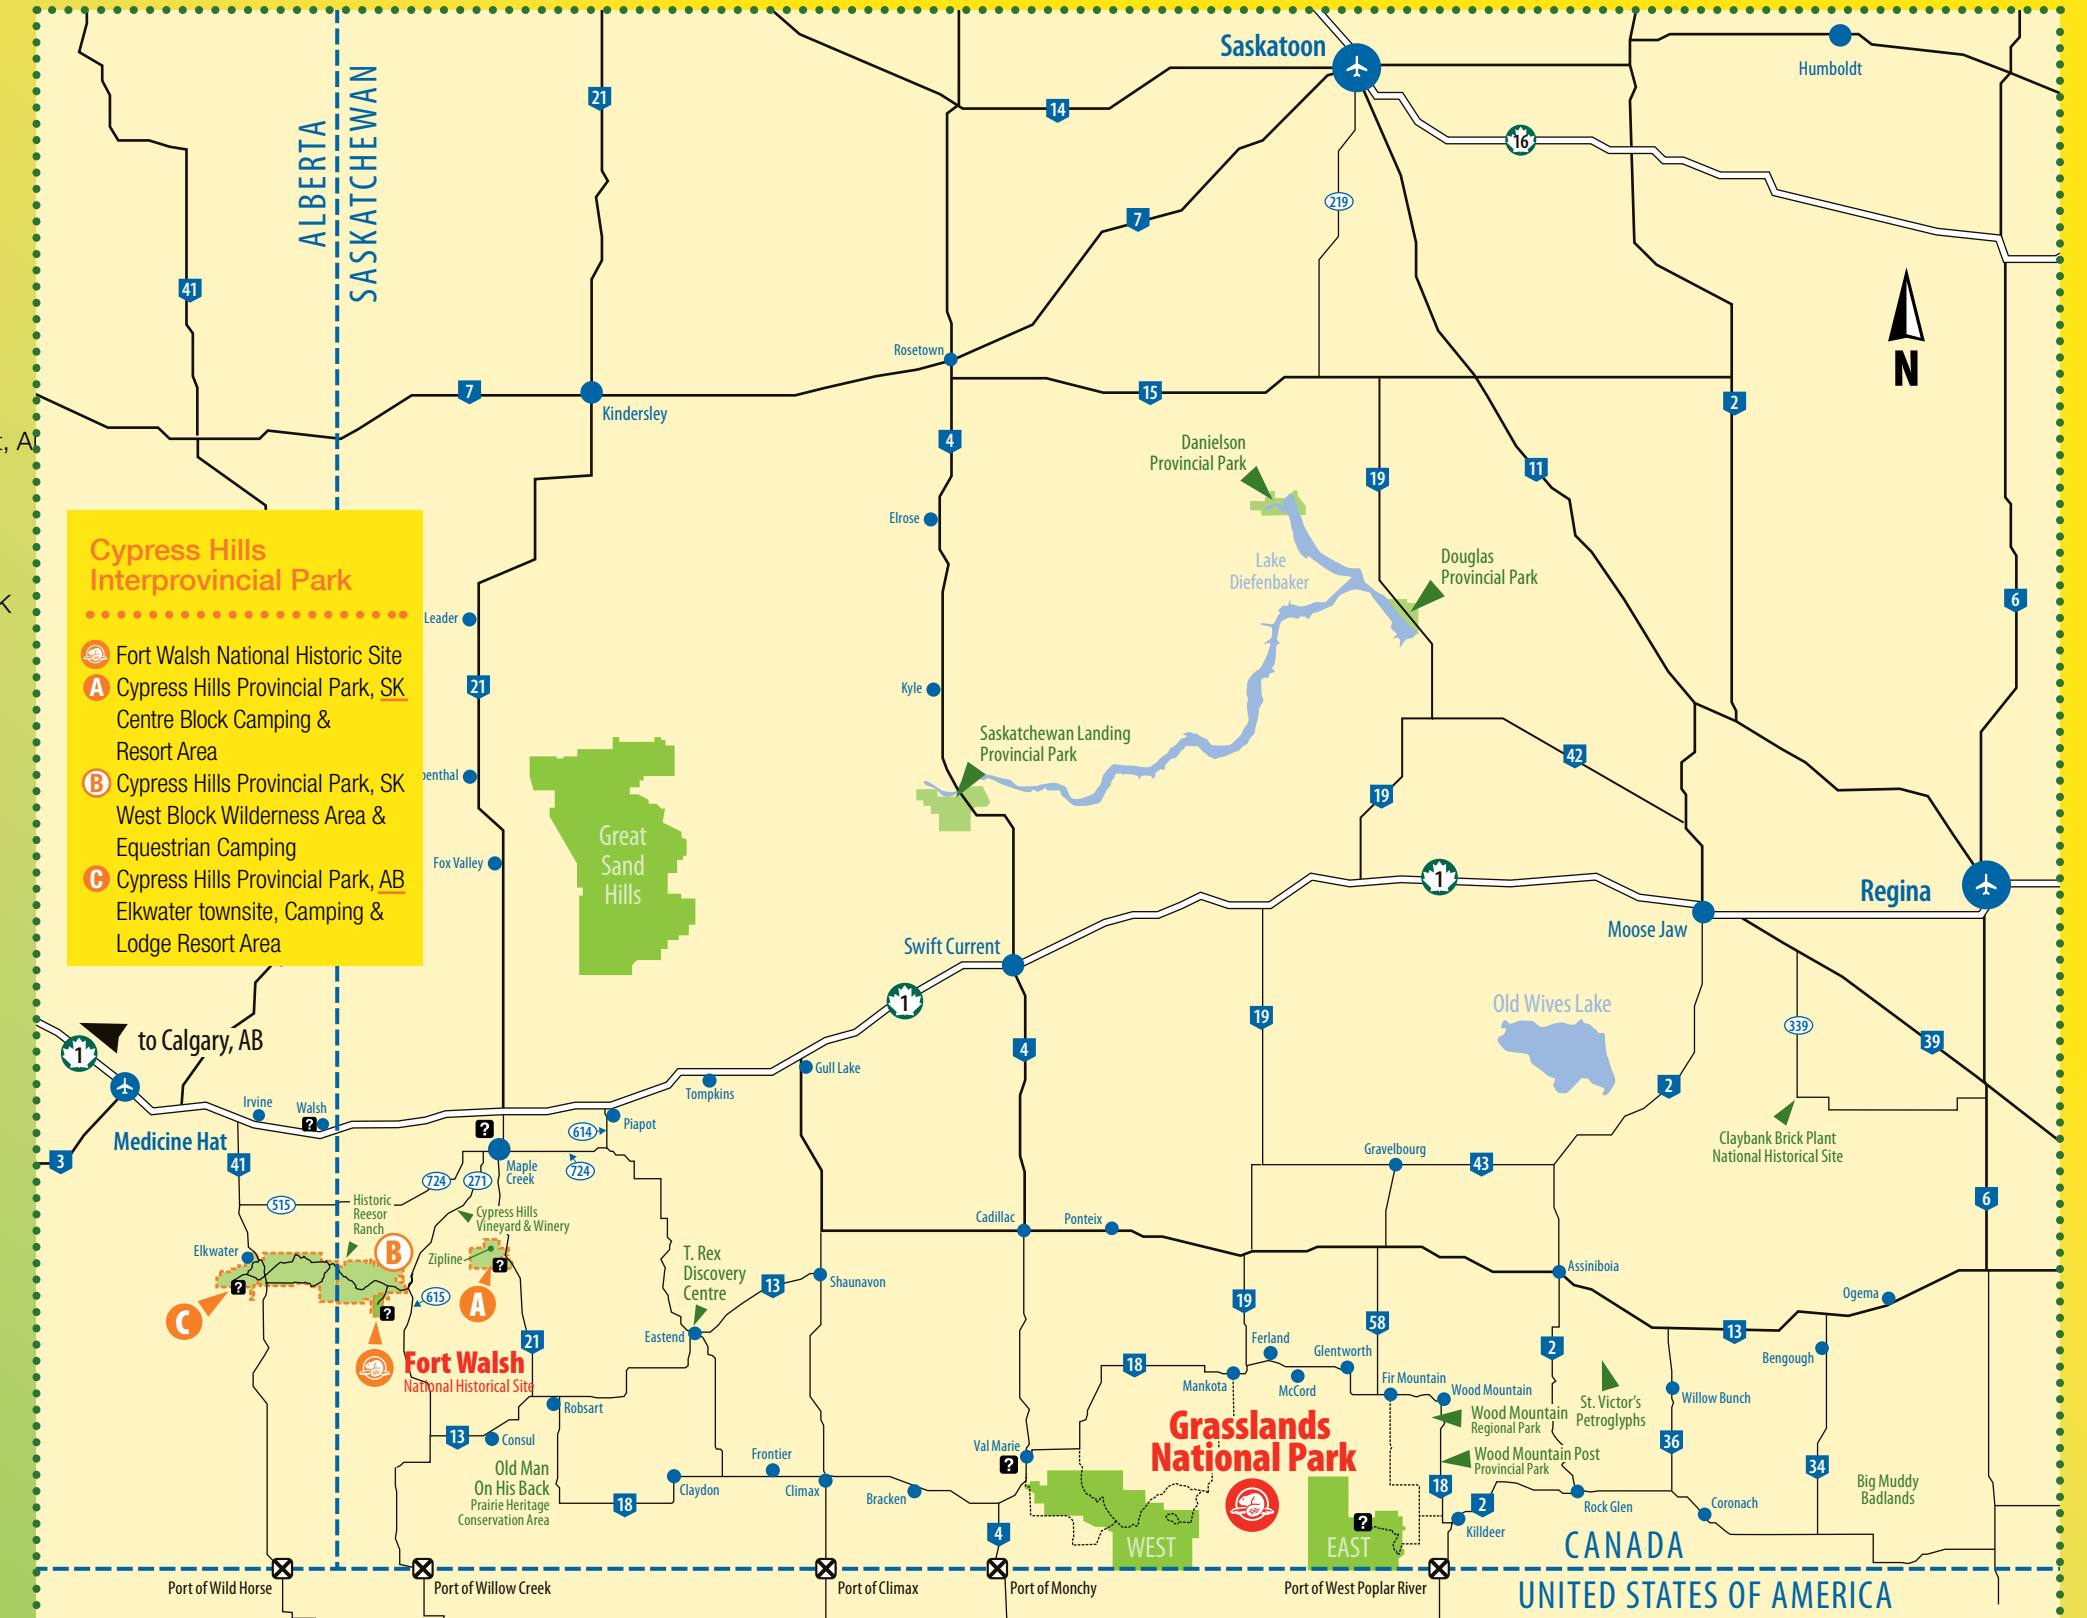 Saskatoon
Humboldt
ALBERTA
SASKATCHEWAN
21
14
16
7
219
41
N
Rosetown
7
Kindersley
15
2
4
Danielson
Provincial Park
19
11
Elrose
Lake
Diefenbaker
Douglas
Provincial Park
6
Cypress Hills
Interprovincial Park
Fort Walsh National Historic Site
A Cypress Hills Provincial Park, SK
Centre Block Camping &
Resort Area
B Cypress Hills Provincial Park, SK
West Block Wilderness Area &
Equestrian Camping
C Cypress Hills Provincial Park, AB
Elkwater townsite, Camping &
Lodge Resort Area
Leader
21
Kyle
Saskatchewan Landing
Provincial Park
42
19
enthal
Great
Sand
Hills
Fox Valley
1
Regina
Moose Jaw
Swift Current
1
19
Old Wives Lake
339
39
to Calgary, AB
1
4
Gull Lake
Tompkins
2
Irvine
Walsh
?
Piapot
614
?
Medicine Hat
3
41
Maple
Creek
724
724
271
Claybank Brick Plant
National Historical Site
Gravelbourg
43
6
515
Historic
Reesor
Ranch
Cypress Hills
Vineyard & Winery
Cadillac
Ponteix
Elkwater
B
Zipline
?
T. Rex
Discovery
Centre
13
Shaunavon
Assiniboia
Ogema
?
C
615
A
?
19
58
13
Eastend
21
2
Bengough
Ferland
Glenworth
18
Mankota
McCord
Fir Mountain
Wood Mountain
Willow Bunch
Fort Walsh
National Historical Site
St. Victor's
Petroglyphs
Robsart
Wood Mountain
Regional Park
13
Consul
Grasslands
National Park
36
Val Marie
?
Wood Mountain Post
Provincial Park
34
Old Man
On His Back
Prairie Heritage
Conservation Area
Frontier
Claydon
Climax
Bracken
18
18
2
Rock Glen
Coronach
Big Muddy
Badlands
4
WEST
?
EAST
Killdeer
CANADA
Port of Wild Horse
Port of Willow Creek
Port of Climax
Port of Monchy
Port of West Poplar River
UNITED STATES OF AMERICA